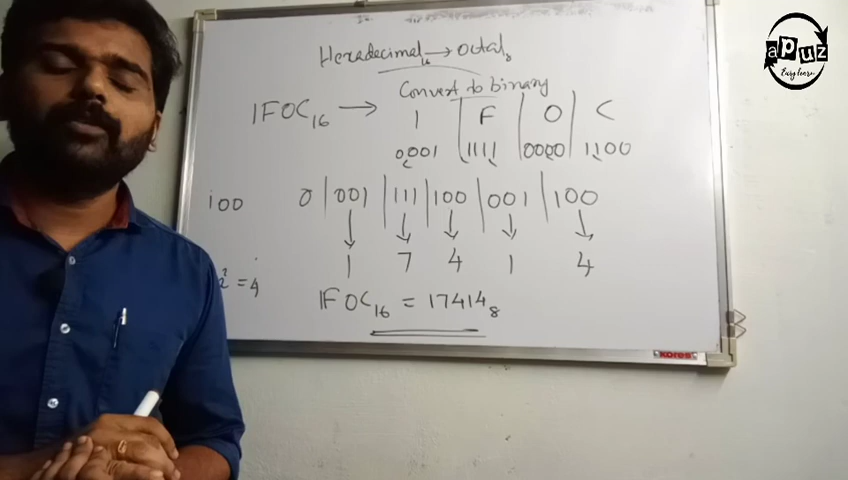 Hexadecimal₁₆ → Octal₈
Convert to binary
1F0C₁₆ → 1 | F | 0 | C
0001 1111 0000 1100
100
0 | 001 | 111 | 100 | 001 | 100
1 7 4 1 4
2² = 4
1F0C₁₆ = 17414₈
KORES
apuz
Easy learn